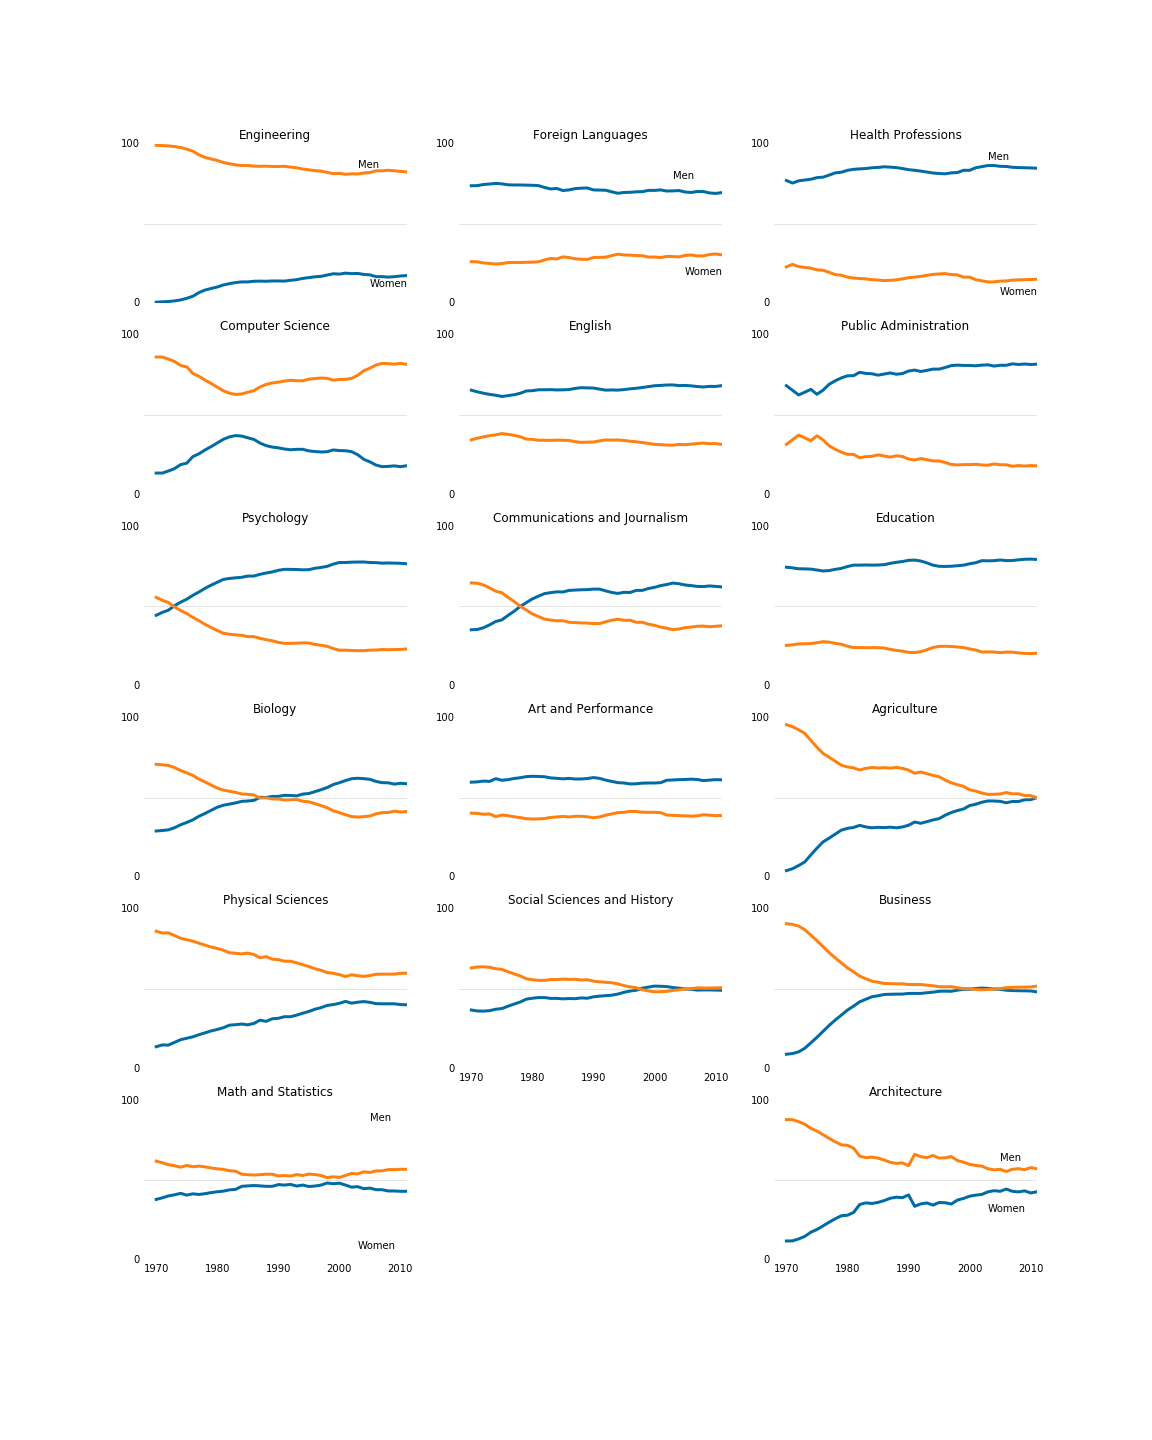 Engineering Foreign Languages Health Professions
100 100 100
Men Men Men
Women Women Women
0 0 0
Computer Science English Public Administration
100 100 100
0 0 0
Psychology Communications and Journalism Education
100 100 100
0 0 0
Biology Art and Performance Agriculture
100 100 100
0 0 0
Physical Sciences Social Sciences and History Business
100 100 100
0 0 0
1970 1980 1990 2000 2010
Math and Statistics Architecture
100 100
Men Men
Women Women
0 0
1970 1980 1990 2000 2010 1970 1980 1990 2000 2010